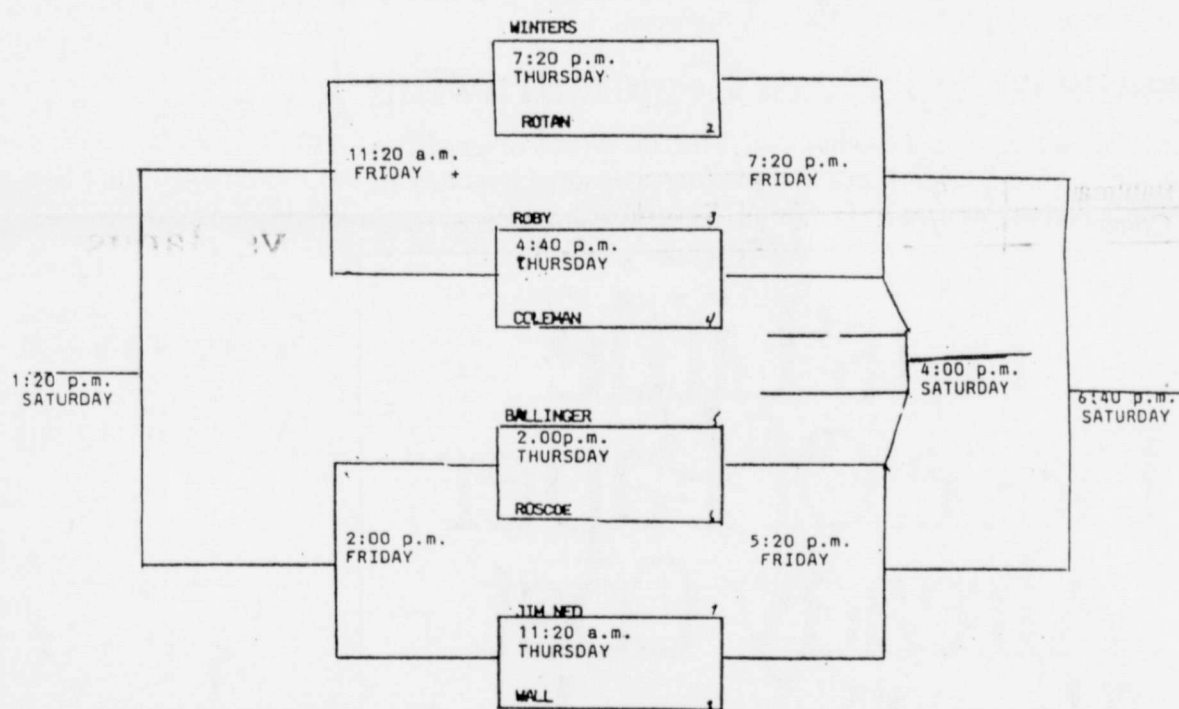 WINTERS
7:20 p.m.
THURSDAY
ROTAN 2
11:20 a.m.
FRIDAY +
7:20 p.m.
FRIDAY
ROBY 3
4:40 p.m.
THURSDAY
COLEMAN 4
1:20 p.m.
SATURDAY
4:00 p.m.
SATURDAY
6:40 p.m.
SATURDAY
BALLINGER 5
2.00p.m.
THURSDAY
ROSCOE
2:00 p.m.
FRIDAY
5:20 p.m.
FRIDAY
JIM NED
11:20 a.m.
THURSDAY
WALL